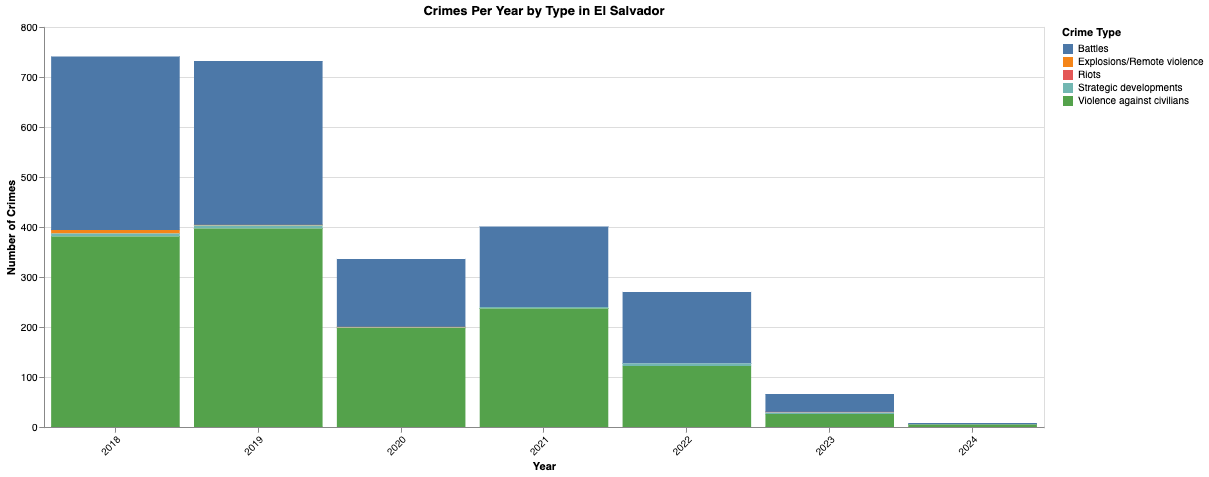 Crimes Per Year by Type in El Salvador
Number of Crimes
800
700
600
500
400
300
200
100
0
2018
2019
2020
2021
2022
2023
2024
Year
Crime Type
Battles
Explosions/Remote violence
Riots
Strategic developments
Violence against civilians